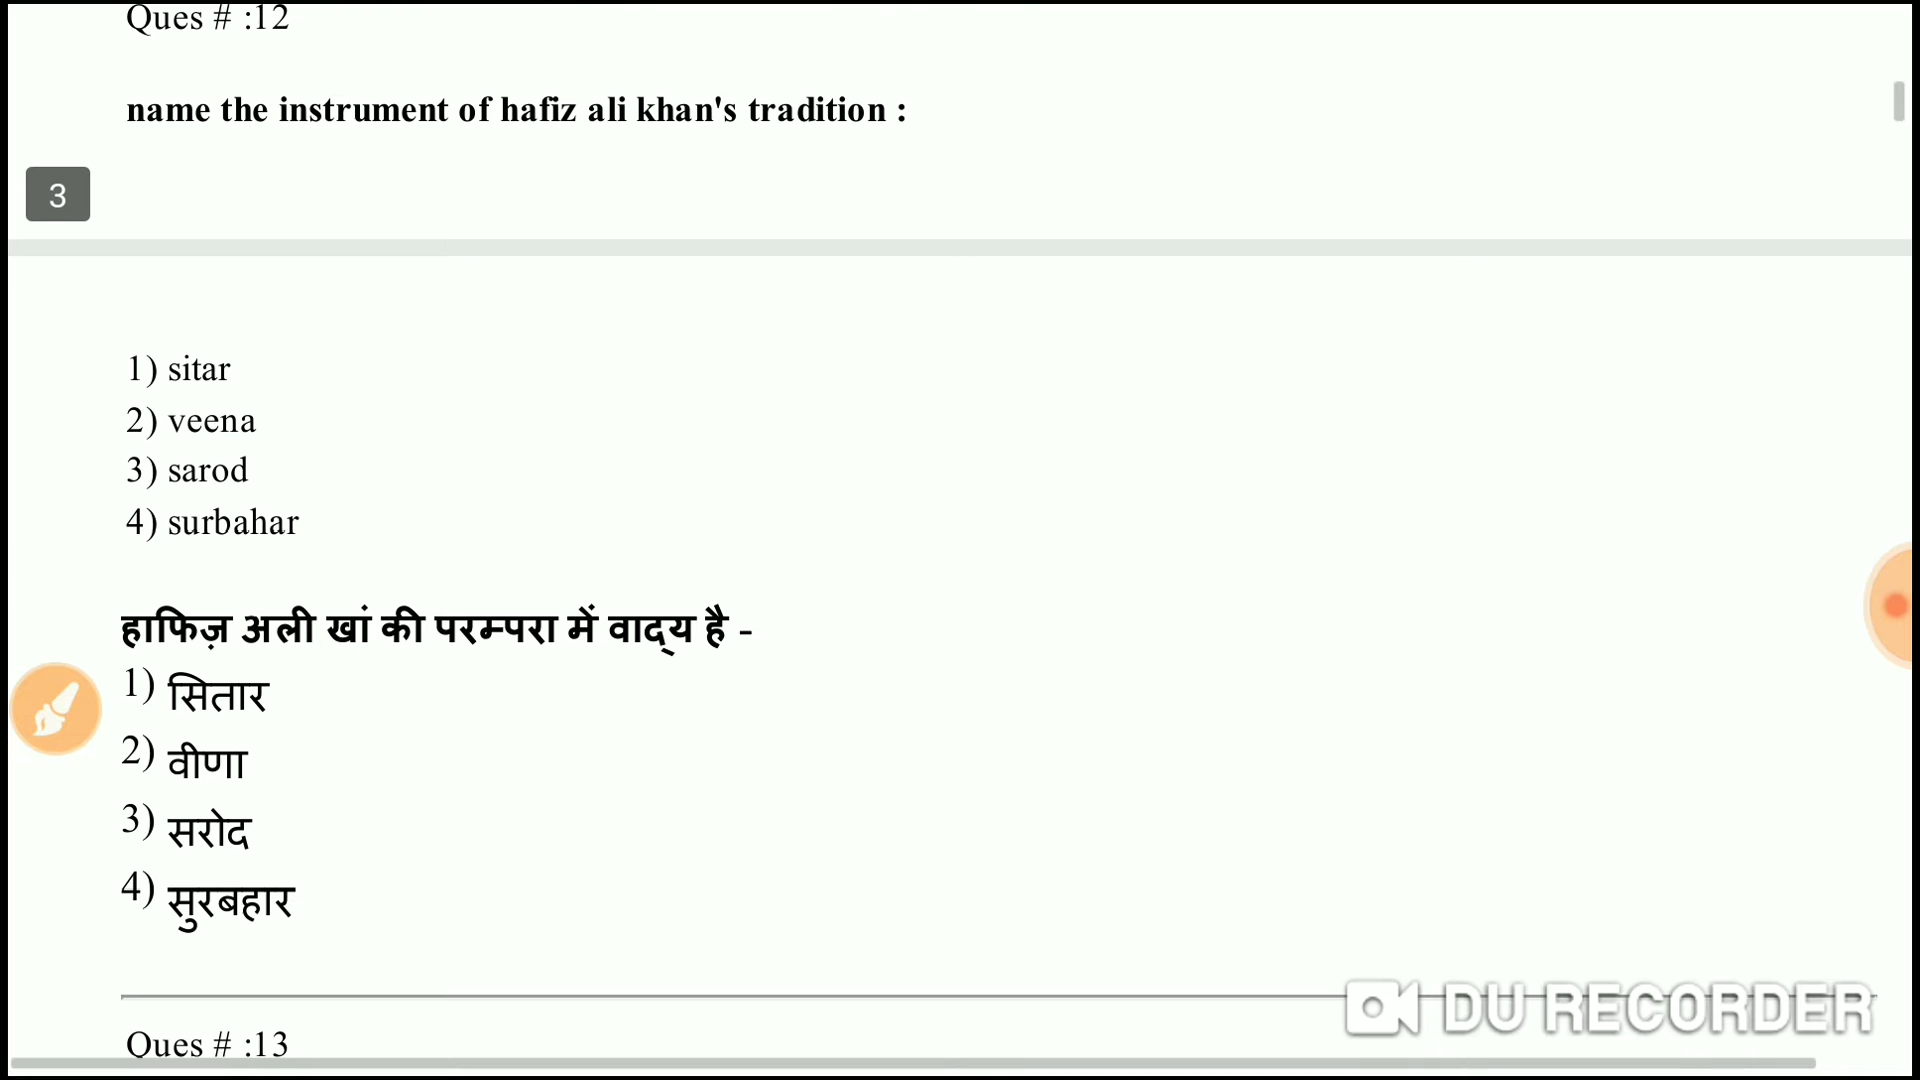 Ques # :12
name the instrument of hafiz ali khan's tradition :
3
1) sitar
2) veena
3) sarod
4) surbahar
हाफिज़ अली खां की परम्परा में वाद्य है -
1) सितार
2) वीणा
3) सरोद
4) सुरबहार
DU RECORDER
Ques # :13